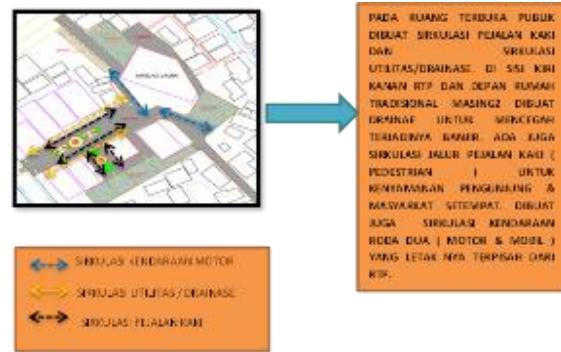 PADA RUANG TERBUKA PUBLIK
DIBUAT SIRKULASI PEJALAN KAKI
DAN SIRKULASI
UTILITAS/DRAINASE. DI SISI KIRI
KANAN RTP DAN DEPAN RUMAH
TRADISIONAL MASING2 DIBUAT
DRAINAE UNTUK MENCEGAH
TERJADINYA BANJIR. ADA JUGA
SIRKULASI JALUR PEJALAN KAKI (
PEDESTRIAN ) UNTUK
KENYAMANAN PENGUNJUNG &
MASYARKAT SETEMPAT. DIBUAT
JUGA SIRKULASI KENDARAAN
RODA DUA ( MOTOR & MOBIL )
YANG LETAK NYA TERPISAH DARI
RTP.
SIRKULASI KENDARAAN MOTOR
SIRKULASI UTILITAS / DRAINASE
SIRKULASI PEJALAN KAKI